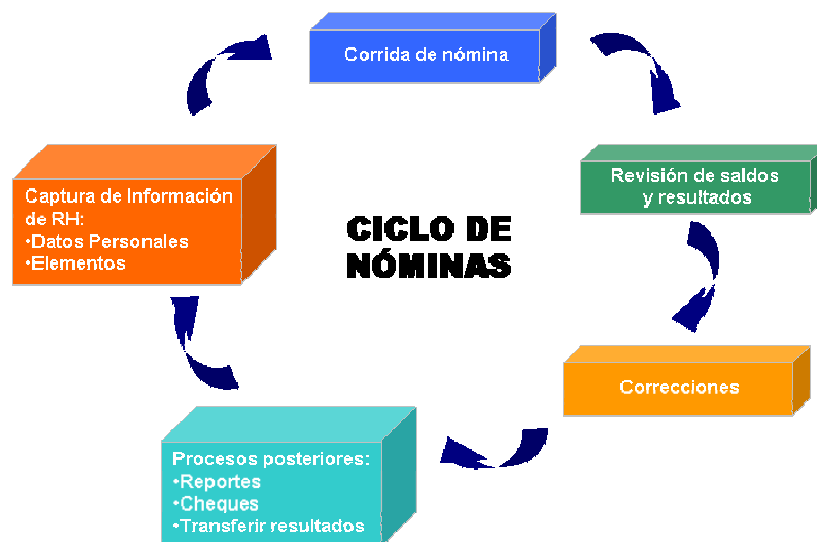 Corrida de nómina
Revisión de saldos
y resultados
Captura de Información
de RH:
•Datos Personales
•Elementos
CICLO DE
NÓMINAS
Correcciones
Procesos posteriores:
•Reportes
•Cheques
•Transferir resultados